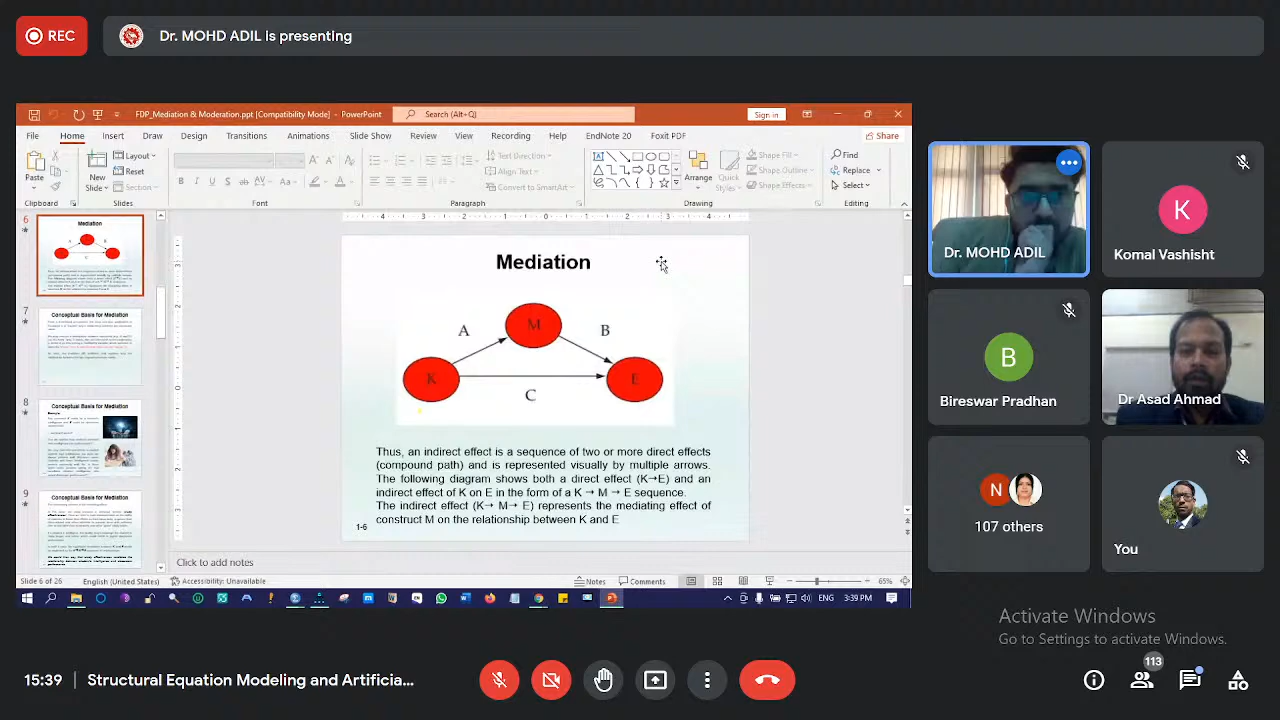 REC
Dr. MOHD ADIL is presenting
FDP_Mediation & Moderation.ppt [Compatibility Mode] - PowerPoint
Search (Alt+Q)
Sign in
File Home Insert Draw Design Transitions Animations Slide Show Review View Recording Help EndNote 20 Foxit PDF
Share
Paste
New Slide
Layout
Reset
Section
Text Direction
Align Text
Convert to SmartArt
Arrange
Quick Styles
Shape Fill
Shape Outline
Shape Effects
Find
Replace
Select
Clipboard
Slides
Font
Paragraph
Drawing
Editing
6
Mediation
7
Conceptual Basis for Mediation
8
Conceptual Basis for Mediation
9
Conceptual Basis for Mediation
Mediation
A
M
B
K
E
C
Thus, an indirect effect is sequence of two or more direct effects
(compound path) and is represented visually by multiple arrows.
The following diagram shows both a direct effect (K→E) and an
indirect effect of K on E in the form of a K → M → E sequence.
The indirect effect (K → M → E) represents the mediating effect of
construct M on the relationship between K and E
1-6
Click to add notes
Slide 6 of 26
English (United States)
Accessibility: Unavailable
Notes
Comments
65%
ENG
3:39 PM
Dr. MOHD ADIL
Komal Vashisht
K
B
Bireswar Pradhan
Dr Asad Ahmad
N
107 others
You
Activate Windows
Go to Settings to activate Windows.
15:39 | Structural Equation Modeling and Artificia...
113